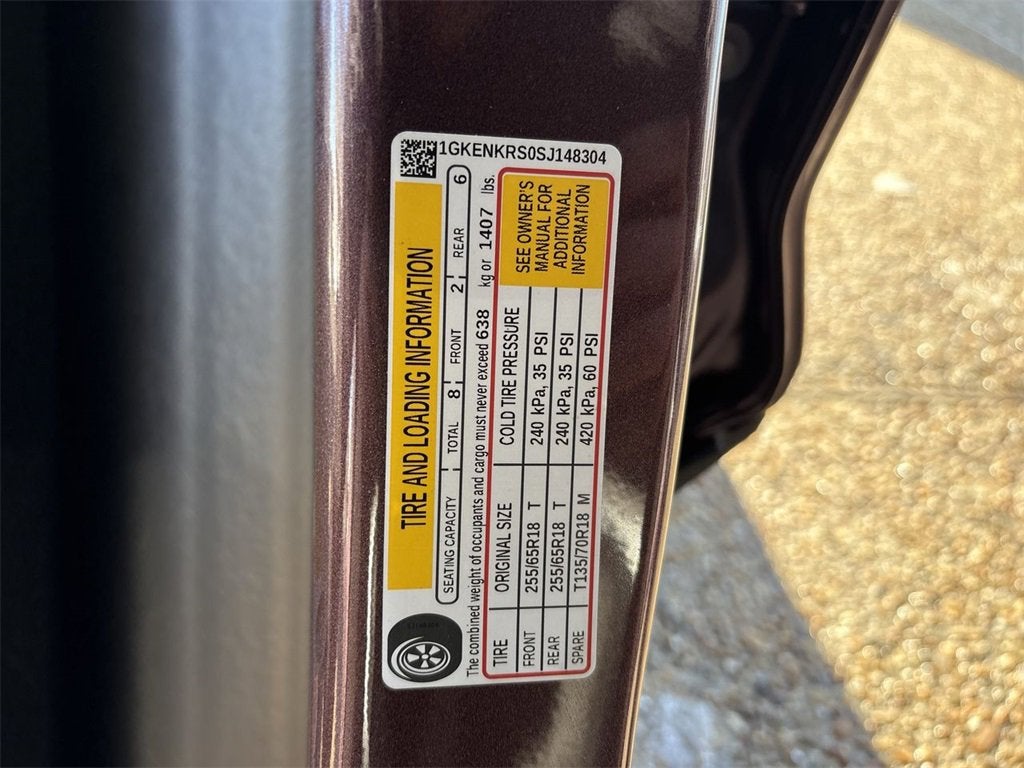 1GKENKRS0SJ148304
TIRE AND LOADING INFORMATION
SEATING CAPACITY TOTAL 8 FRONT 2 REAR 6
The combined weight of occupants and cargo must never exceed 638 kg or 1407 lbs.
TIRE ORIGINAL SIZE COLD TIRE PRESSURE
FRONT 255/65R18 T 240 kPa, 35 PSI
REAR 255/65R18 T 240 kPa, 35 PSI
SPARE T135/70R18 M 420 kPa, 60 PSI
SEE OWNER'S
MANUAL FOR
ADDITIONAL
INFORMATION